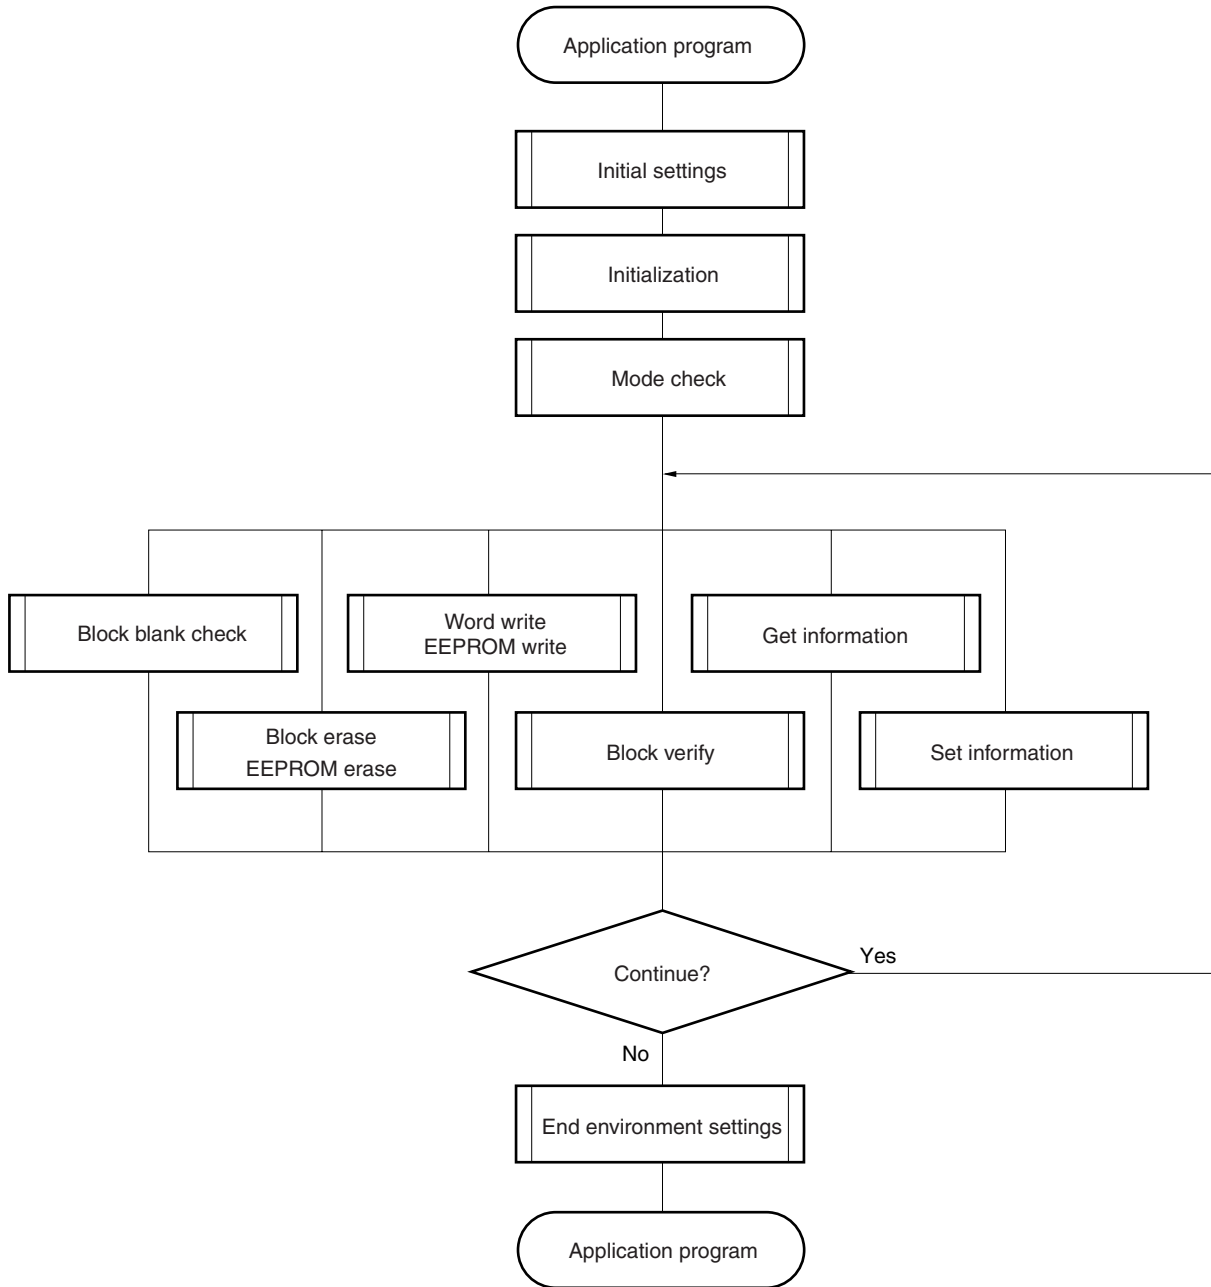 Application program
Initial settings
Initialization
Mode check
Block blank check
Word write
EEPROM write
Get information
Block erase
EEPROM erase
Block verify
Set information
Continue?
Yes
No
End environment settings
Application program